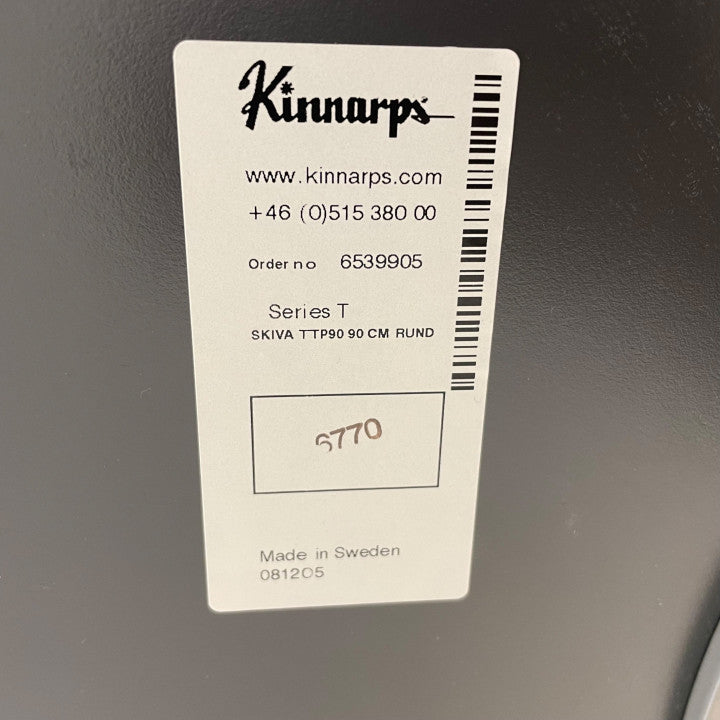 Kinnarps
www.kinnarps.com
+46 (0)515 380 00
Order no 6539905
Series T
SKIVA TTP90 90 CM RUND
6770
Made in Sweden
081205